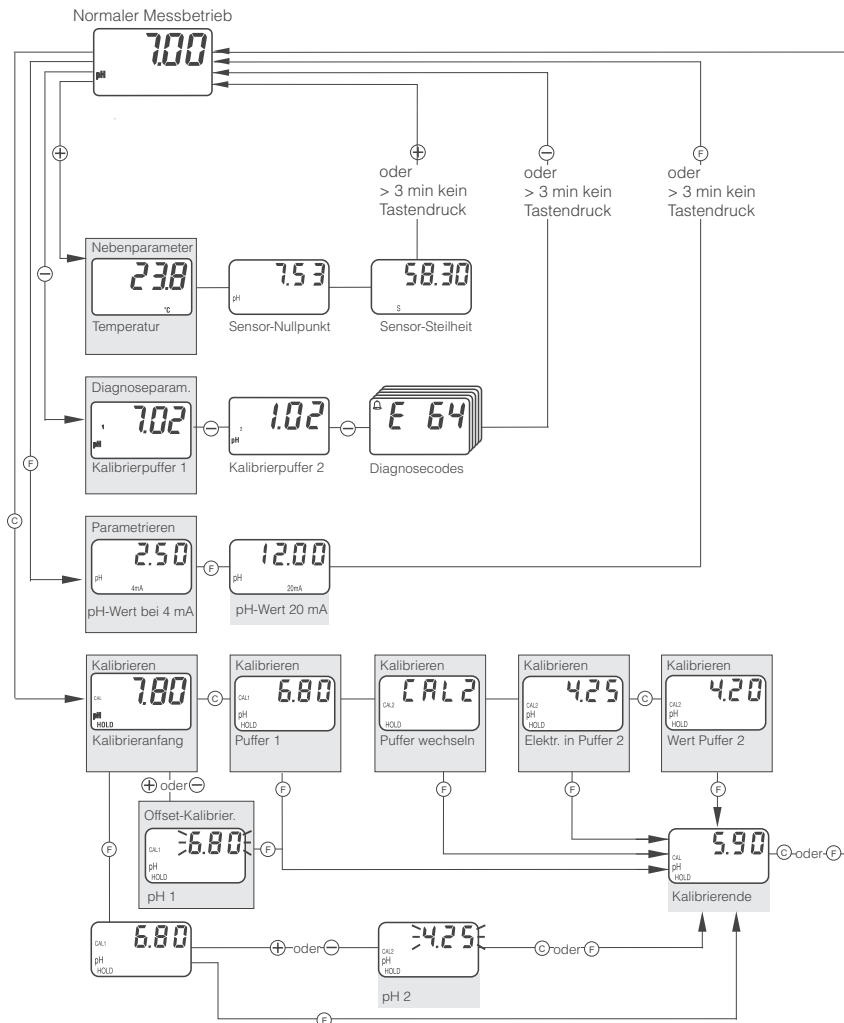 Normaler Messbetrieb
7.00
pH
+
oder
> 3 min kein
Tastendruck
−
oder
> 3 min kein
Tastendruck
F
oder
> 3 min kein
Tastendruck
+
Nebenparameter
23.8
°C
Temperatur
7.53
pH
Sensor-Nullpunkt
58.30
S
Sensor-Steilheit
−
Diagnoseparam.
1
7.02
pH
Kalibrierpuffer 1
−
2
1.02
pH
Kalibrierpuffer 2
−
E 64
Diagnosecodes
F
C
Parametrieren
2.50
pH
4mA
pH-Wert bei 4 mA
F
12.00
pH
20mA
pH-Wert 20 mA
Kalibrieren
7.80
CAL
pH
HOLD
Kalibrieranfang
C
Kalibrieren
6.80
CAL1
pH
HOLD
Puffer 1
Kalibrieren
CAL2
CAL2
HOLD
Puffer wechseln
Kalibrieren
4.25
CAL2
pH
HOLD
Elektr. in Puffer 2
C
Kalibrieren
4.20
CAL2
pH
HOLD
Wert Puffer 2
+ oder −
F
F
F
F
Offset-Kalibrier.
6.80
CAL1
pH
HOLD
pH 1
F
F
5.90
CAL
pH
HOLD
Kalibrierende
C oder F
6.80
CAL1
pH
HOLD
+ oder −
4.25
CAL2
pH
HOLD
pH 2
C oder F
F